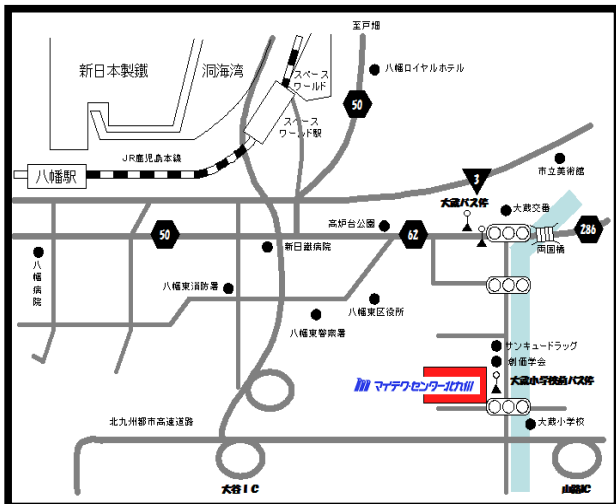 至戸畑
新日本製鐵
洞海湾
スペース
ワールド
八幡ロイヤルホテル
50
スペース
ワールド駅
JR鹿児島本線
八幡駅
3
市立美術館
大蔵バス停
大蔵交番
高炉台公園
50
62
286
両国橋
新日鐵病院
八幡病院
八幡東消防署
八幡東区役所
八幡東警察署
サンキュードラッグ
創価学会
マイテク・センター北九州
大蔵小学校前バス停
北九州都市高速道路
大蔵小学校
大谷IC
山路IC